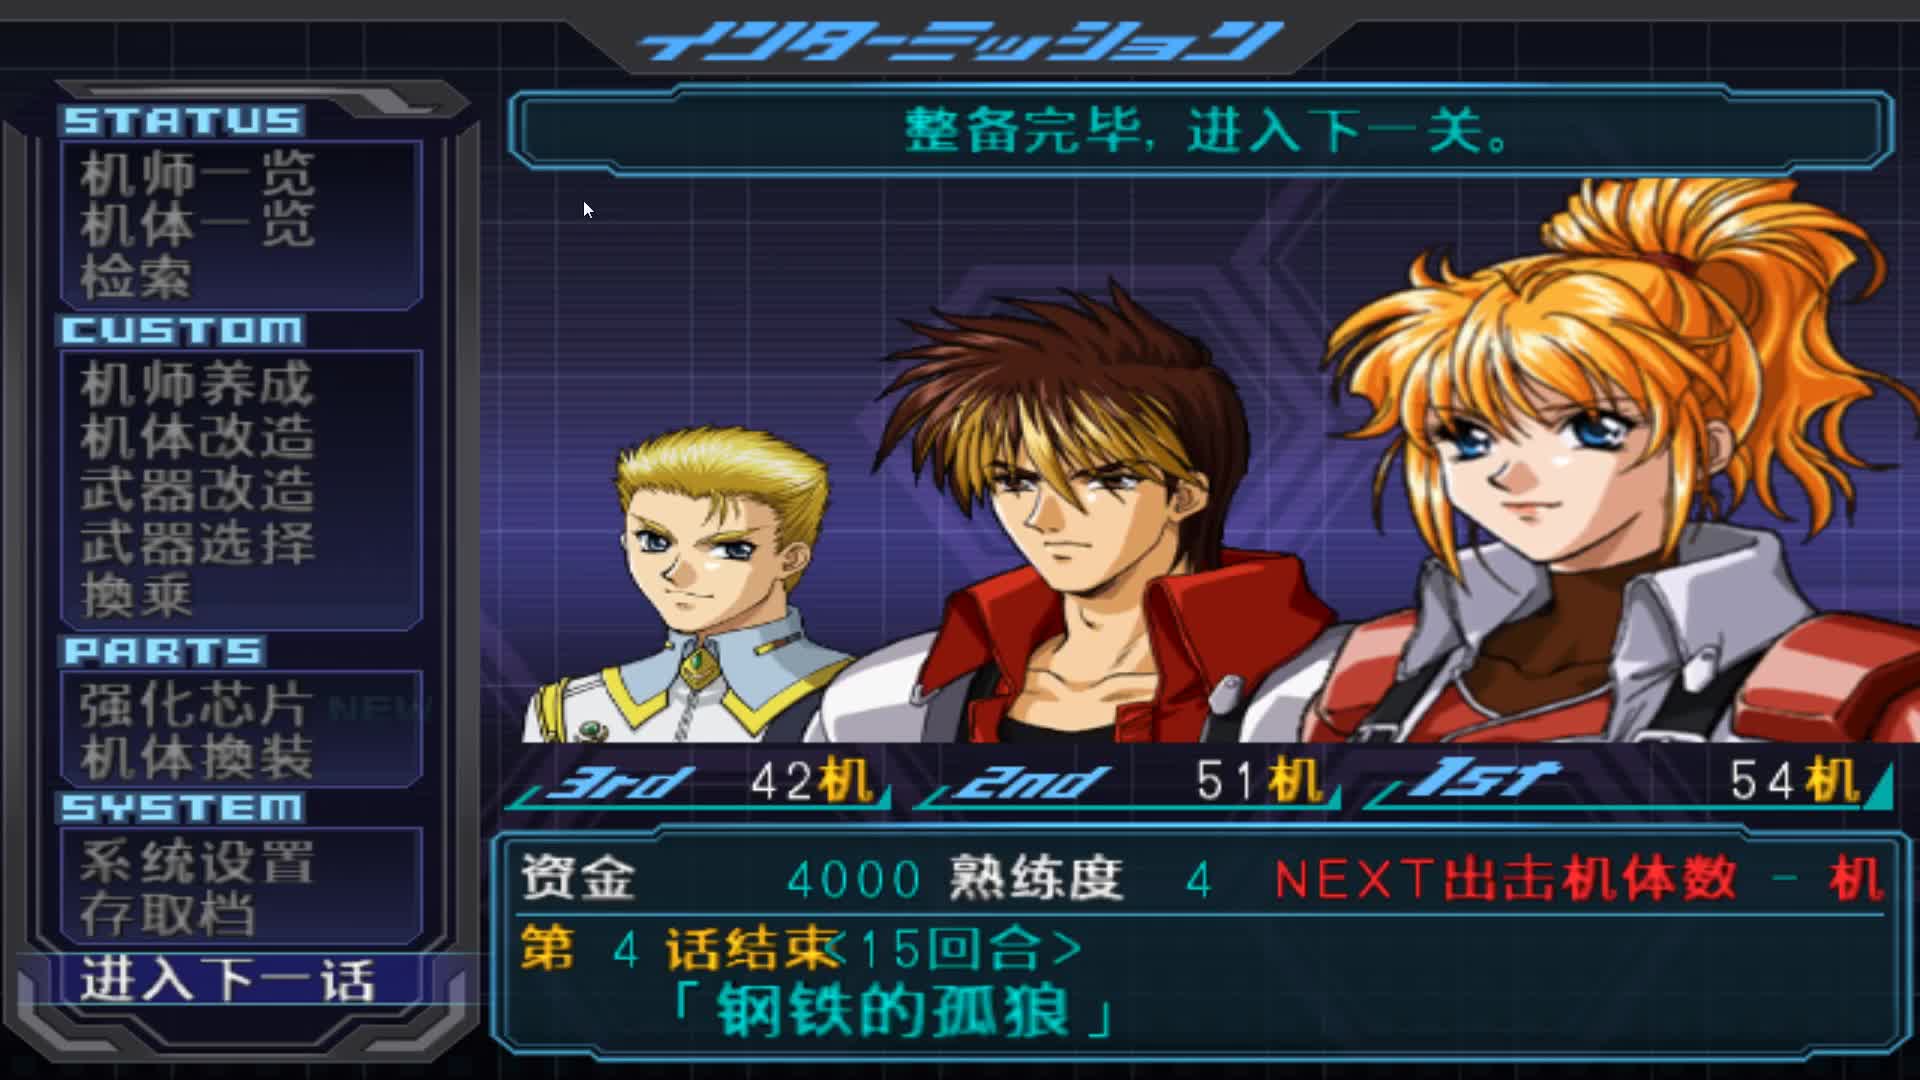 インターミッション
STATUS
机师一览
机体一览
检索
CUSTOM
机师养成
机体改造
武器改造
武器选择
換乘
PARTS
强化芯片 NEW
机体換装
SYSTEM
系统设置
存取档
进入下一话
整备完毕, 进入下一关。
3rd 42机 2nd 51机 1st 54机
资金 4000 熟练度 4 NEXT出击机体数 - 机
第 4 话结束<15回合>
「钢铁的孤狼」